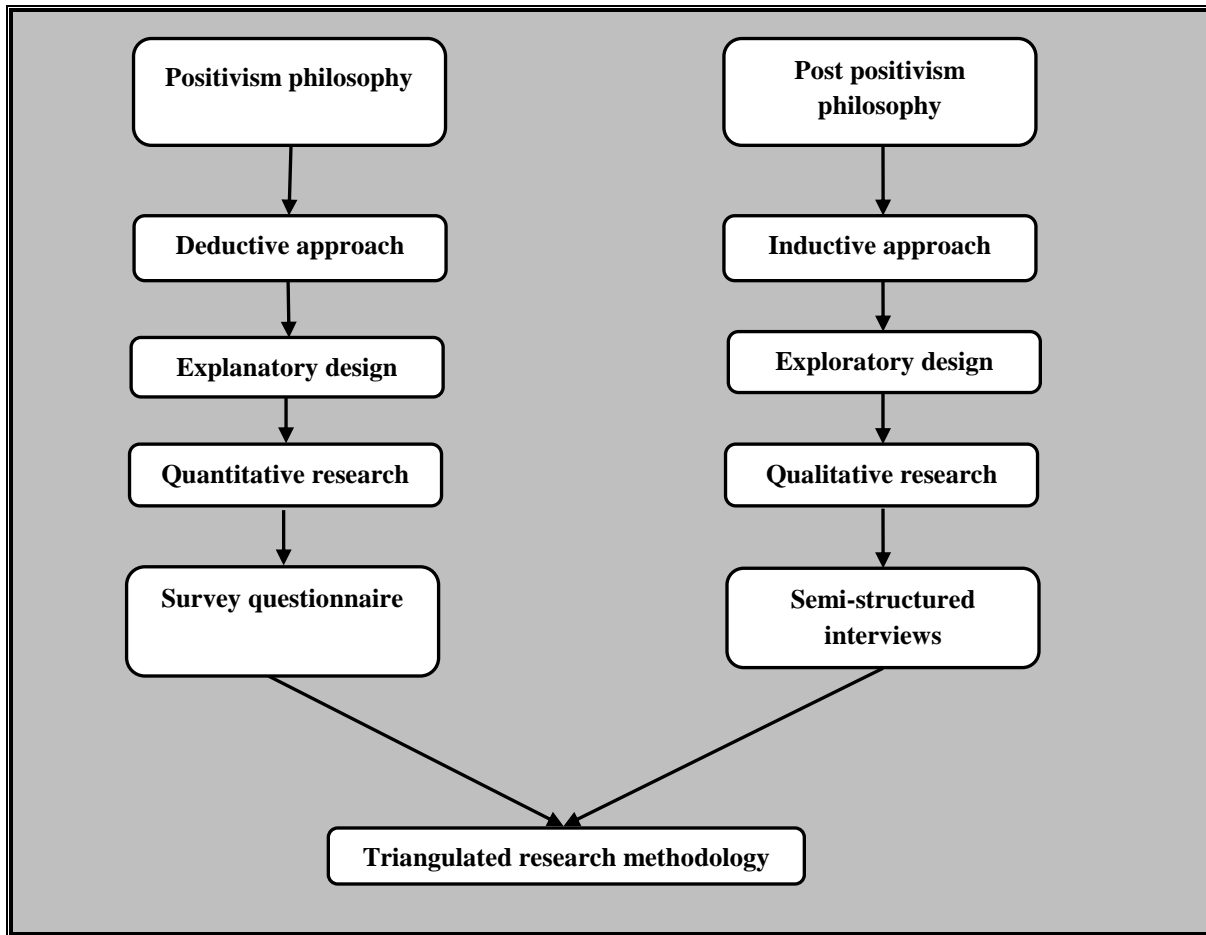 Positivism philosophy
Post positivism
philosophy
Deductive approach
Inductive approach
Explanatory design
Exploratory design
Quantitative research
Qualitative research
Survey questionnaire
Semi-structured
interviews
Triangulated research methodology